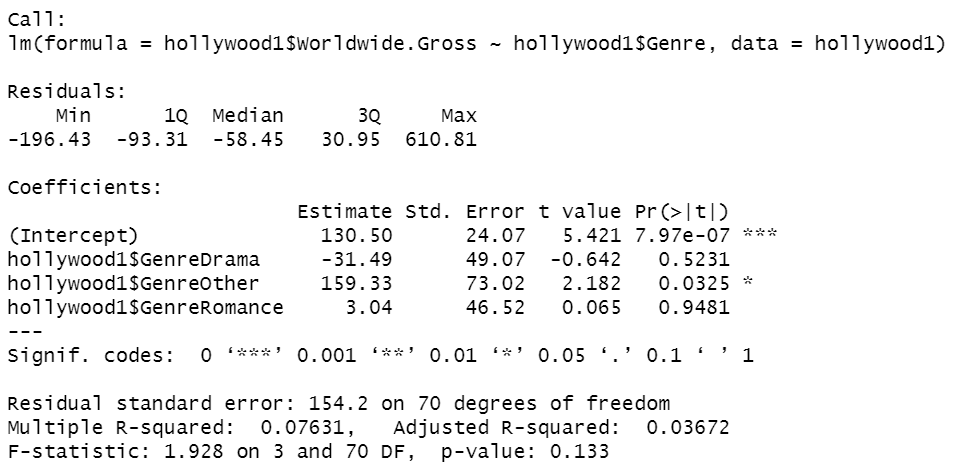 Call:
lm(formula = hollywood1$Worldwide.Gross ~ hollywood1$Genre, data = hollywood1)
Residuals:
Min 1Q Median 3Q Max
-196.43 -93.31 -58.45 30.95 610.81
Coefficients:
Estimate Std. Error t value Pr(>|t|)
(Intercept) 130.50 24.07 5.421 7.97e-07 ***
hollywood1$GenreDrama -31.49 49.07 -0.642 0.5231
hollywood1$GenreOther 159.33 73.02 2.182 0.0325 *
hollywood1$GenreRomance 3.04 46.52 0.065 0.9481
---
Signif. codes: 0 ‘***’ 0.001 ‘**’ 0.01 ‘*’ 0.05 ‘.’ 0.1 ‘ ’ 1
Residual standard error: 154.2 on 70 degrees of freedom
Multiple R-squared: 0.07631, Adjusted R-squared: 0.03672
F-statistic: 1.928 on 3 and 70 DF, p-value: 0.133